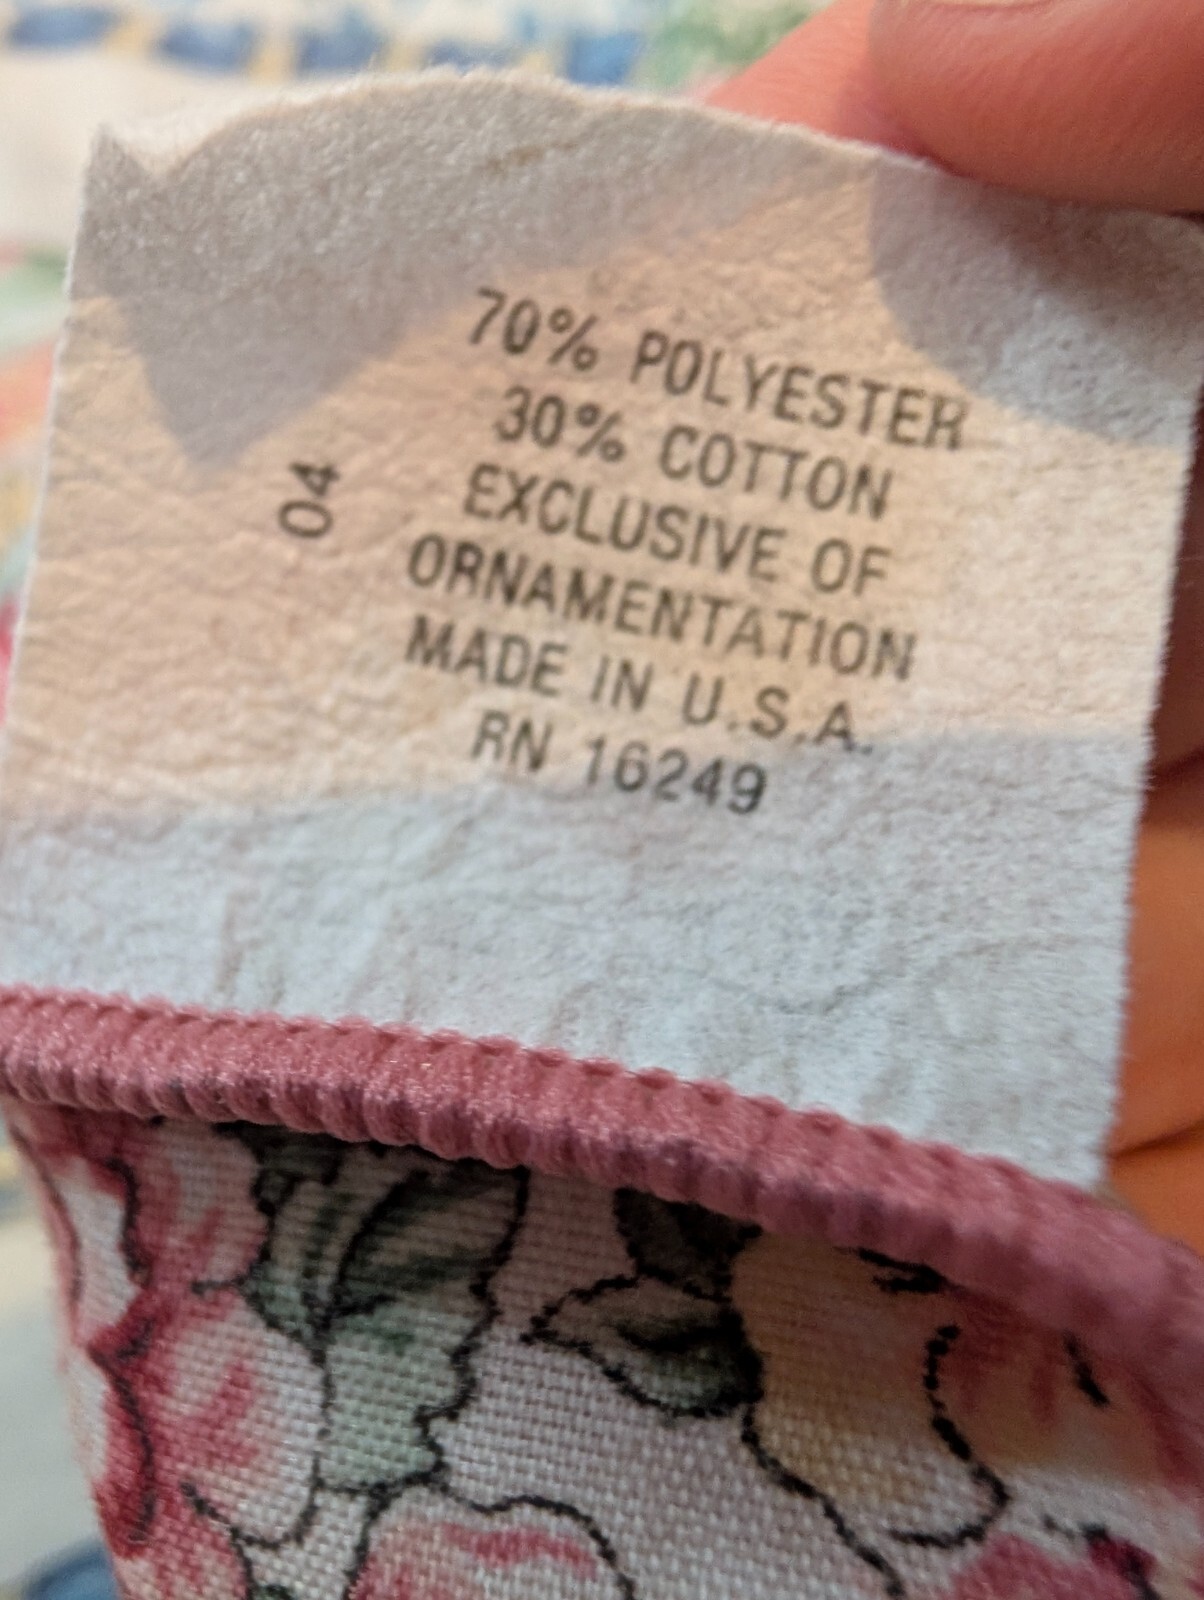 70% POLYESTER
30% COTTON
EXCLUSIVE OF
ORNAMENTATION
MADE IN U.S.A.
RN 16249
04